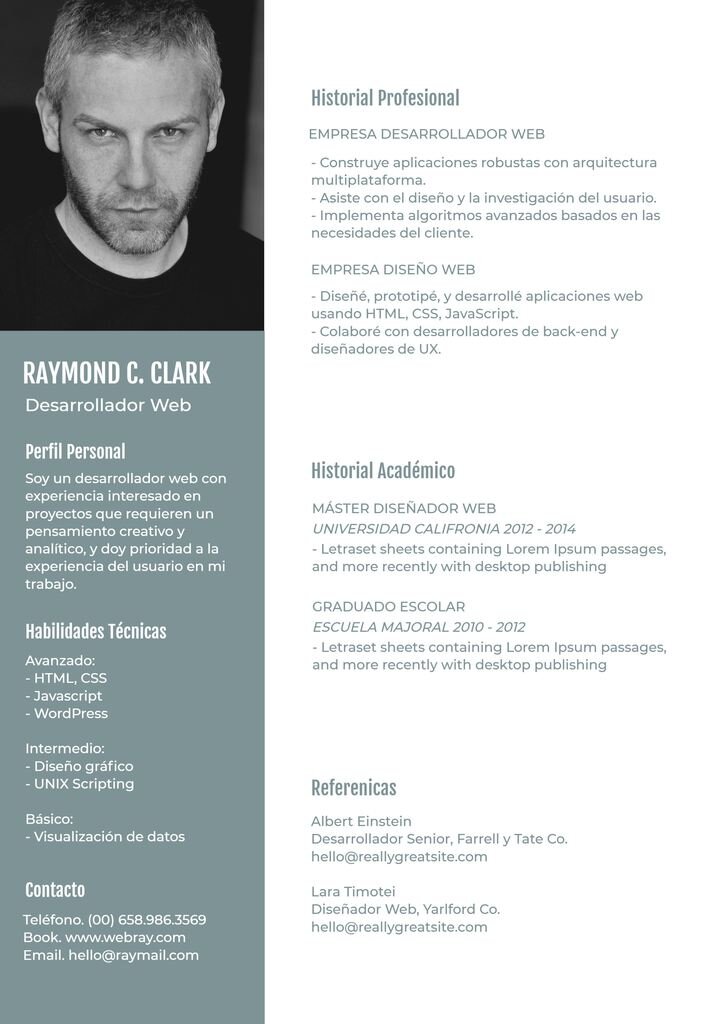 RAYMOND C. CLARK
Desarrollador Web
Perfil Personal
Soy un desarrollador web con
experiencia interesado en
proyectos que requieren un
pensamiento creativo y
analítico, y doy prioridad a la
experiencia del usuario en mi
trabajo.
Habilidades Técnicas
Avanzado:
- HTML, CSS
- Javascript
- WordPress
Intermedio:
- Diseño gráfico
- UNIX Scripting
Básico:
- Visualización de datos
Contacto
Teléfono. (00) 658.986.3569
Book. www.webray.com
Email. hello@raymail.com
Historial Profesional
EMPRESA DESARROLLADOR WEB
- Construye aplicaciones robustas con arquitectura
multiplataforma.
- Asiste con el diseño y la investigación del usuario.
- Implementa algoritmos avanzados basados en las
necesidades del cliente.
EMPRESA DISEÑO WEB
- Diseñé, prototipé, y desarrollé aplicaciones web
usando HTML, CSS, JavaScript.
- Colaboré con desarrolladores de back-end y
diseñadores de UX.
Historial Académico
MÁSTER DISEÑADOR WEB
UNIVERSIDAD CALIFRONIA 2012 - 2014
- Letraset sheets containing Lorem Ipsum passages,
and more recently with desktop publishing
GRADUADO ESCOLAR
ESCUELA MAJORAL 2010 - 2012
- Letraset sheets containing Lorem Ipsum passages,
and more recently with desktop publishing
Referenicas
Albert Einstein
Desarrollador Senior, Farrell y Tate Co.
hello@reallygreatsite.com
Lara Timotei
Diseñador Web, Yarlford Co.
hello@reallygreatsite.com